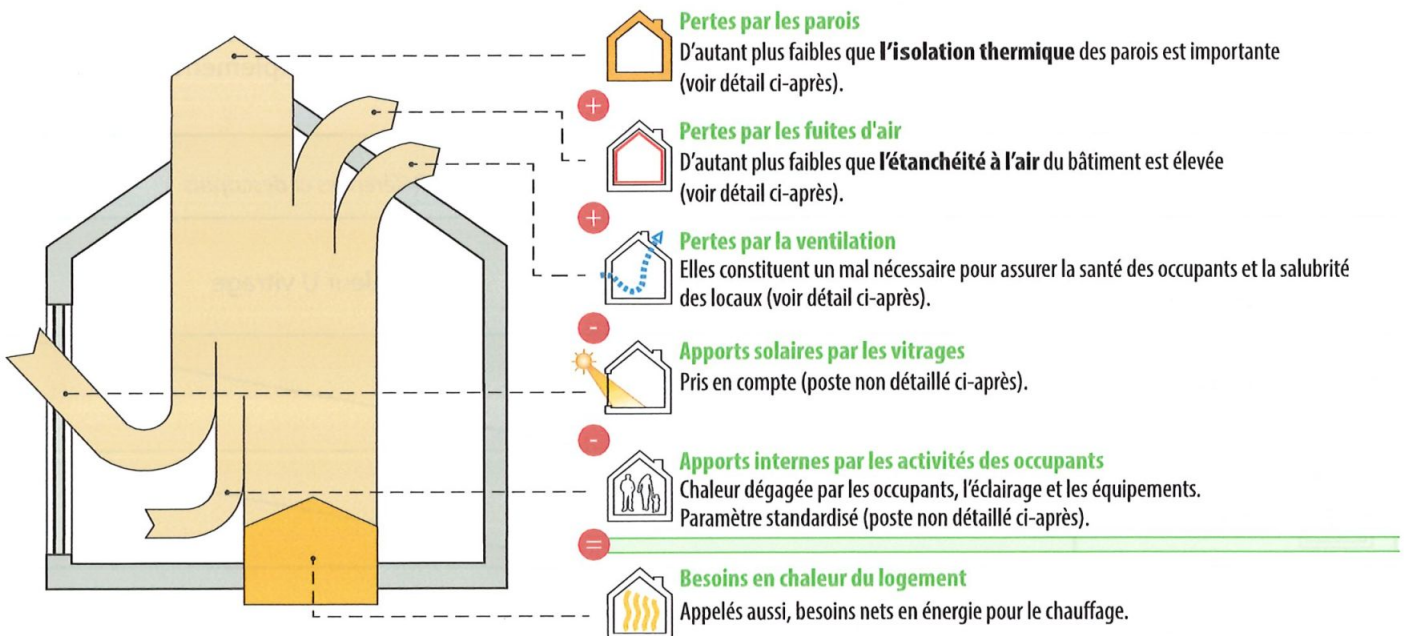 Pertes par les parois
D'autant plus faibles que l'isolation thermique des parois est importante
(voir détail ci-après).
+
Pertes par les fuites d'air
D'autant plus faibles que l'étanchéité à l'air du bâtiment est élevée
(voir détail ci-après).
+
Pertes par la ventilation
Elles constituent un mal nécessaire pour assurer la santé des occupants et la salubrité
des locaux (voir détail ci-après).
-
Apports solaires par les vitrages
Pris en compte (poste non détaillé ci-après).
-
Apports internes par les activités des occupants
Chaleur dégagée par les occupants, l'éclairage et les équipements.
Paramètre standardisé (poste non détaillé ci-après).
=
Besoins en chaleur du logement
Appelés aussi, besoins nets en énergie pour le chauffage.